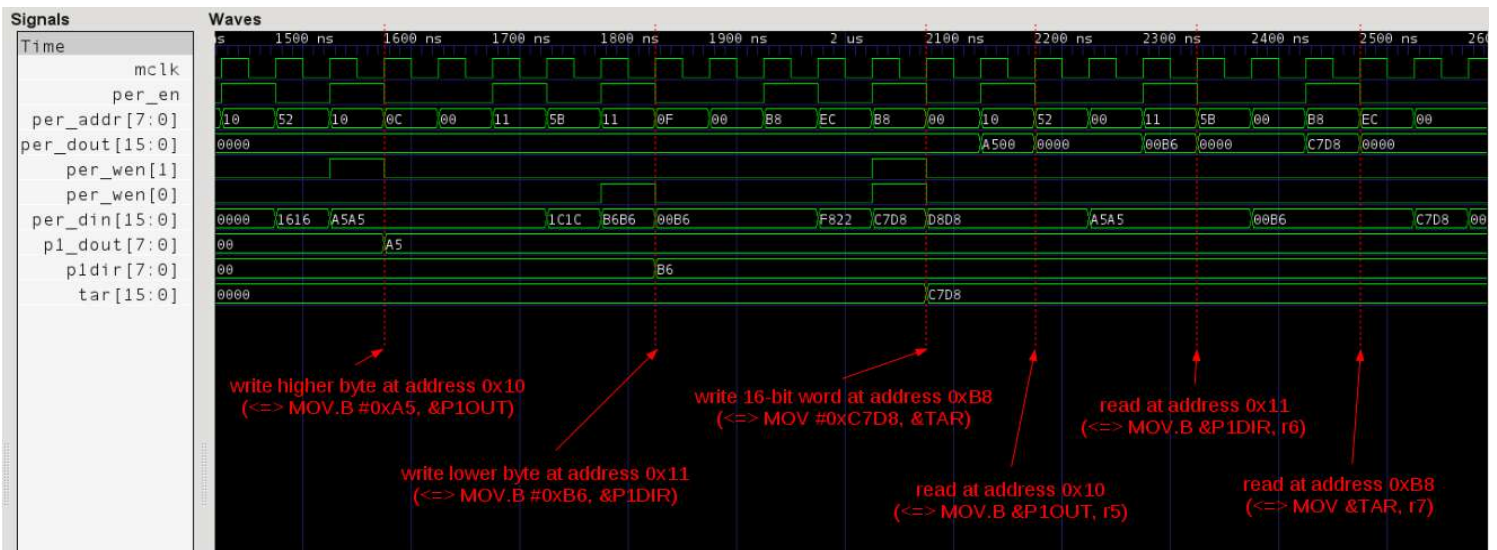 Signals
Waves
Time
s 1500 ns 1600 ns 1700 ns 1800 ns 1900 ns 2 us 2100 ns 2200 ns 2300 ns 2400 ns 2500 ns 260
mclk
per_en
per_addr[7:0] 10 52 10 0C 00 11 5B 11 0F 00 B8 EC B8 00 10 52 00 11 5B 00 B8 EC 00
per_dout[15:0] 0000 A500 0000 00B6 0000 C7D8 0000
per_wen[1]
per_wen[0]
per_din[15:0] 0000 1616 A5A5 1C1C B6B6 00B6 F822 C7D8 D8D8 A5A5 00B6 C7D8 00
p1_dout[7:0] 00 A5
p1dir[7:0] 00 B6
tar[15:0] 0000 C7D8
write higher byte at address 0x10
(<=> MOV.B #0xA5, &P1OUT)
write lower byte at address 0x11
(<=> MOV.B #0xB6, &P1DIR)
write 16-bit word at address 0xB8
(<=> MOV #0xC7D8, &TAR)
read at address 0x10
(<=> MOV.B &P1OUT, r5)
read at address 0x11
(<=> MOV.B &P1DIR, r6)
read at address 0xB8
(<=> MOV &TAR, r7)